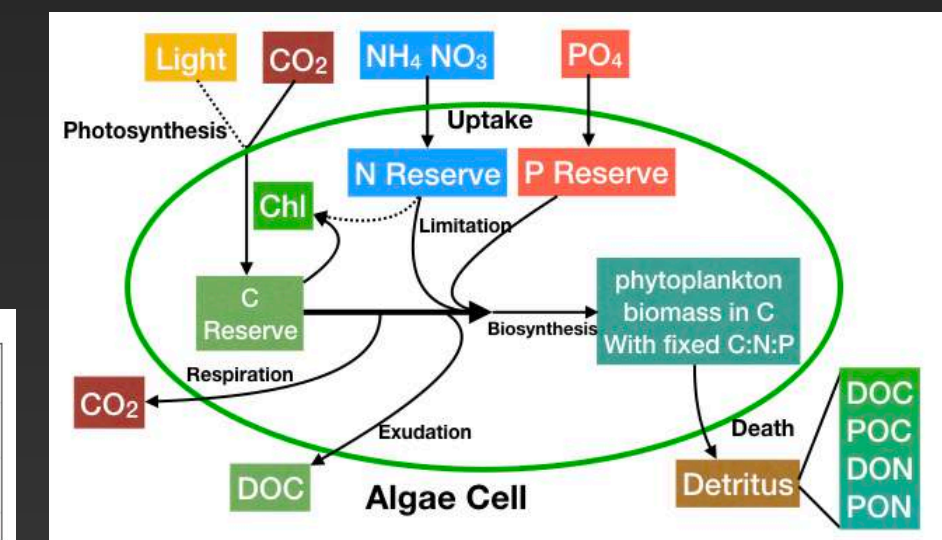 Light
CO₂
NH₄ NO₃
PO₄
Photosynthesis
Uptake
N Reserve
P Reserve
Chl
Limitation
C
Reserve
phytoplankton
biomass in C
With fixed C:N:P
Biosynthesis
Respiration
CO₂
Exudation
Death
DOC
POC
DON
PON
DOC
Algae Cell
Detritus